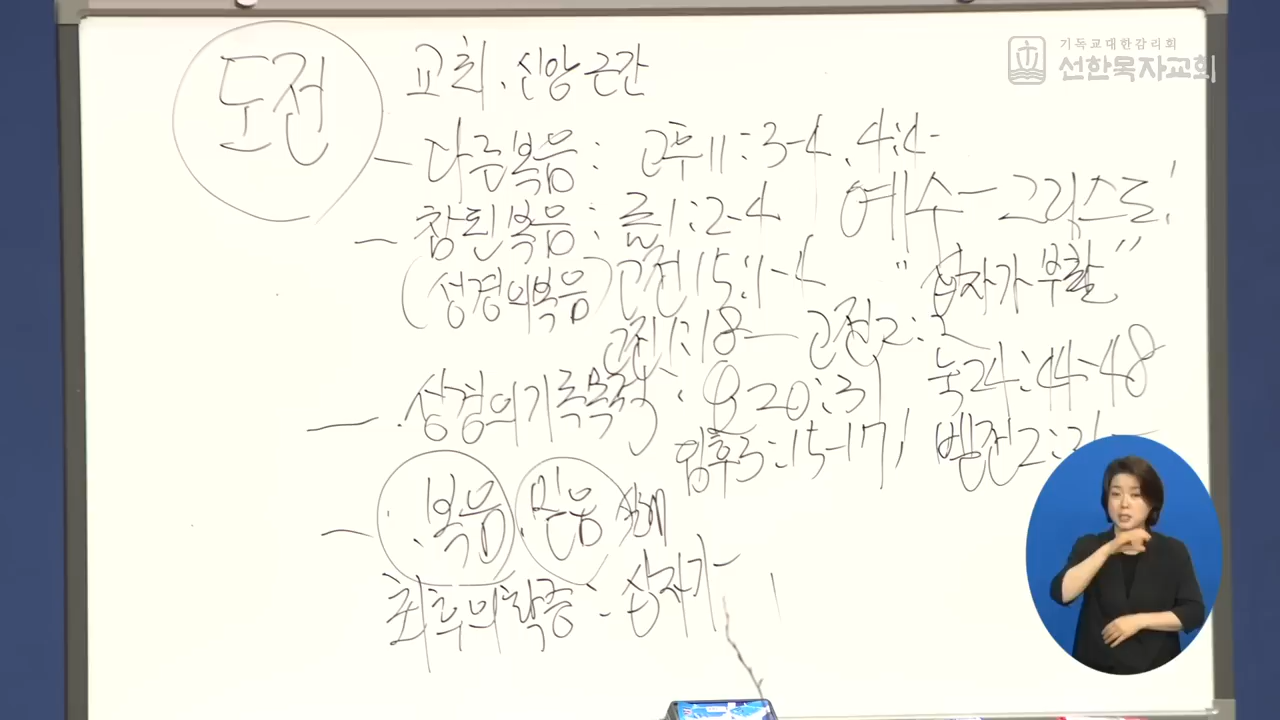 기독교대한감리회
선한목자교회
도전
교회. 신앙 근간
- 다른복음: 고후11:3-4, 4:4-
- 참된복음: 롬1:2-4 예수-그리스도!
(성경의복음) 고전15:1-4 "십자가 부활"
고전1:18- 고전2:2
- 성경의기록목적: 요20:31 눅24:44-48
딤후3:15-17, 벧전2:21-
- 복음. 믿음 실체
최후의확증: 십자가-